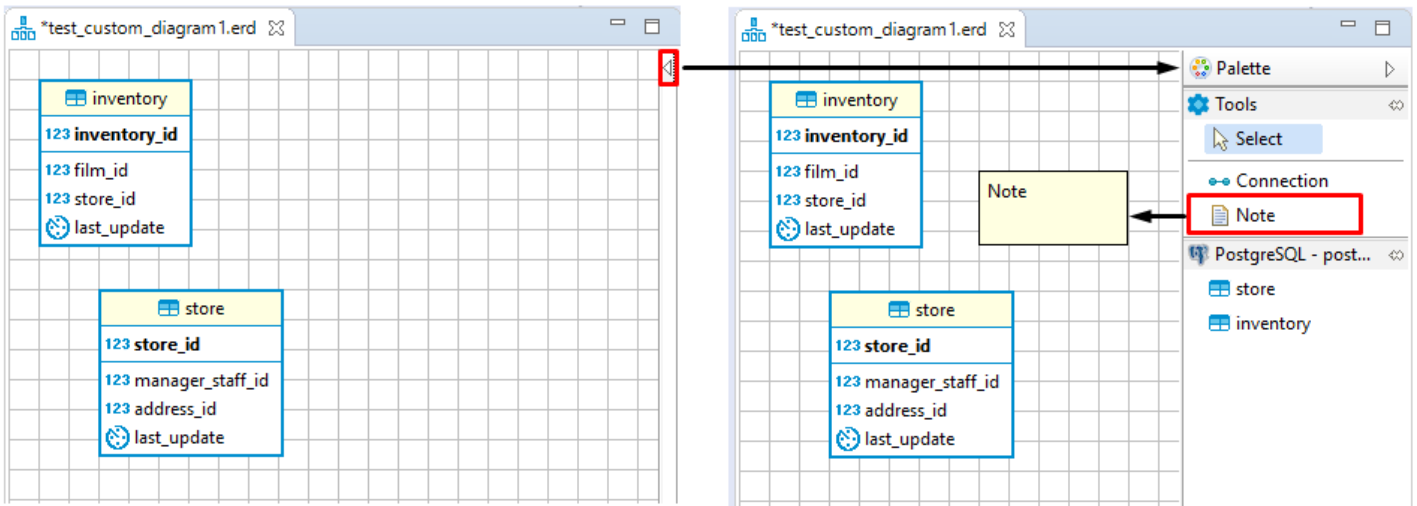 *test_custom_diagram1.erd
inventory
123 inventory_id
123 film_id
123 store_id
last_update
store
123 store_id
123 manager_staff_id
123 address_id
last_update
*test_custom_diagram1.erd
inventory
123 inventory_id
123 film_id
123 store_id
last_update
Note
store
123 store_id
123 manager_staff_id
123 address_id
last_update
Palette
Tools
Select
Connection
Note
PostgreSQL - post...
store
inventory